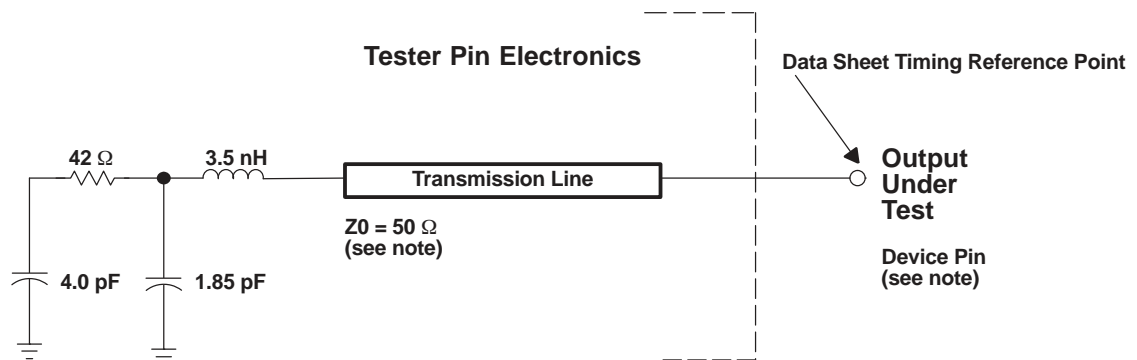 Tester Pin Electronics
Data Sheet Timing Reference Point
42 Ω
3.5 nH
Transmission Line
Output
Under
Test
Z0 = 50 Ω
(see note)
Device Pin
(see note)
4.0 pF
1.85 pF